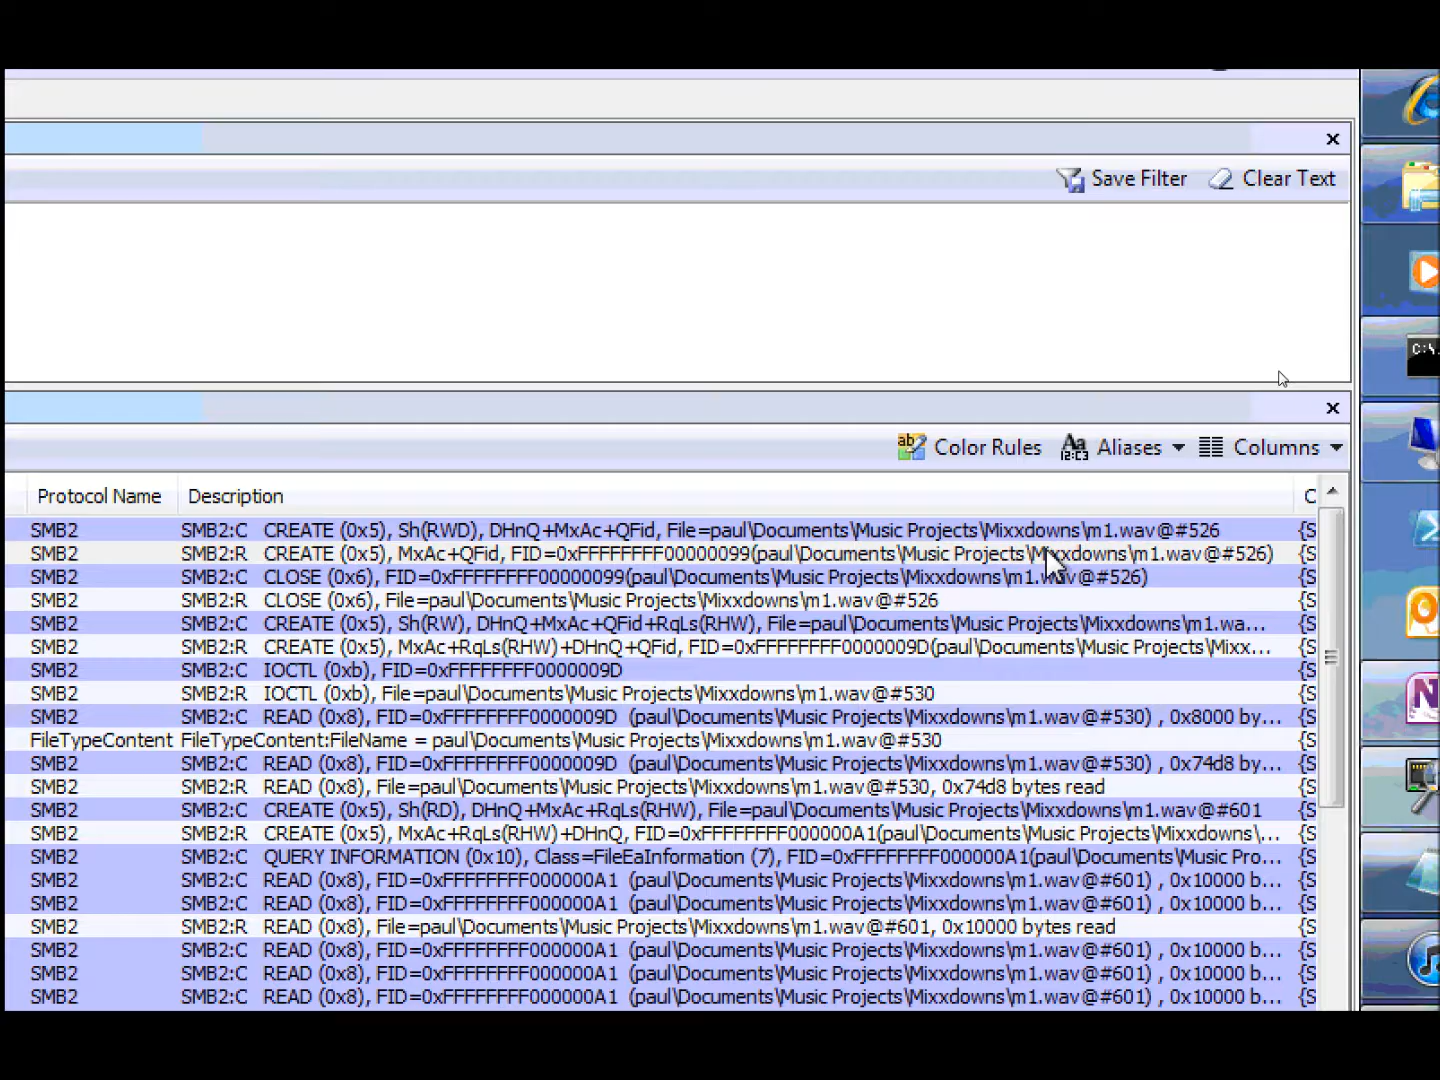 Save Filter Clear Text
Color Rules Aliases Columns
Protocol Name Description C
SMB2 SMB2:C CREATE (0x5), Sh(RWD), DHnQ+MxAc+QFid, File=paul\Documents\Music Projects\Mixxdowns\m1.wav@#526 {S
SMB2 SMB2:R CREATE (0x5), MxAc+QFid, FID=0xFFFFFFFF00000099(paul\Documents\Music Projects\Mixxdowns\m1.wav@#526) {S
SMB2 SMB2:C CLOSE (0x6), FID=0xFFFFFFFF00000099(paul\Documents\Music Projects\Mixxdowns\m1.wav@#526) {S
SMB2 SMB2:R CLOSE (0x6), File=paul\Documents\Music Projects\Mixxdowns\m1.wav@#526 {S
SMB2 SMB2:C CREATE (0x5), Sh(RW), DHnQ+MxAc+QFid+RqLs(RHW), File=paul\Documents\Music Projects\Mixxdowns\m1.wa... {S
SMB2 SMB2:R CREATE (0x5), MxAc+RqLs(RHW)+DHnQ+QFid, FID=0xFFFFFFFF0000009D(paul\Documents\Music Projects\Mixx... {S
SMB2 SMB2:C IOCTL (0xb), FID=0xFFFFFFFF0000009D {S
SMB2 SMB2:R IOCTL (0xb), File=paul\Documents\Music Projects\Mixxdowns\m1.wav@#530 {S
SMB2 SMB2:C READ (0x8), FID=0xFFFFFFFF0000009D (paul\Documents\Music Projects\Mixxdowns\m1.wav@#530) , 0x8000 by... {S
FileTypeContent FileTypeContent:FileName = paul\Documents\Music Projects\Mixxdowns\m1.wav@#530 {S
SMB2 SMB2:C READ (0x8), FID=0xFFFFFFFF0000009D (paul\Documents\Music Projects\Mixxdowns\m1.wav@#530) , 0x74d8 by... {S
SMB2 SMB2:R READ (0x8), File=paul\Documents\Music Projects\Mixxdowns\m1.wav@#530, 0x74d8 bytes read {S
SMB2 SMB2:C CREATE (0x5), Sh(RD), DHnQ+MxAc+RqLs(RHW), File=paul\Documents\Music Projects\Mixxdowns\m1.wav@#601 {S
SMB2 SMB2:R CREATE (0x5), MxAc+RqLs(RHW)+DHnQ, FID=0xFFFFFFFF000000A1(paul\Documents\Music Projects\Mixxdowns\... {S
SMB2 SMB2:C QUERY INFORMATION (0x10), Class=FileEaInformation (7), FID=0xFFFFFFFF000000A1(paul\Documents\Music Pro... {S
SMB2 SMB2:C READ (0x8), FID=0xFFFFFFFF000000A1 (paul\Documents\Music Projects\Mixxdowns\m1.wav@#601) , 0x10000 b... {S
SMB2 SMB2:C READ (0x8), FID=0xFFFFFFFF000000A1 (paul\Documents\Music Projects\Mixxdowns\m1.wav@#601) , 0x10000 b... {S
SMB2 SMB2:R READ (0x8), File=paul\Documents\Music Projects\Mixxdowns\m1.wav@#601, 0x10000 bytes read {S
SMB2 SMB2:C READ (0x8), FID=0xFFFFFFFF000000A1 (paul\Documents\Music Projects\Mixxdowns\m1.wav@#601) , 0x10000 b... {S
SMB2 SMB2:C READ (0x8), FID=0xFFFFFFFF000000A1 (paul\Documents\Music Projects\Mixxdowns\m1.wav@#601) , 0x10000 b... {S
SMB2 SMB2:C READ (0x8), FID=0xFFFFFFFF000000A1 (paul\Documents\Music Projects\Mixxdowns\m1.wav@#601) , 0x10000 b... {S